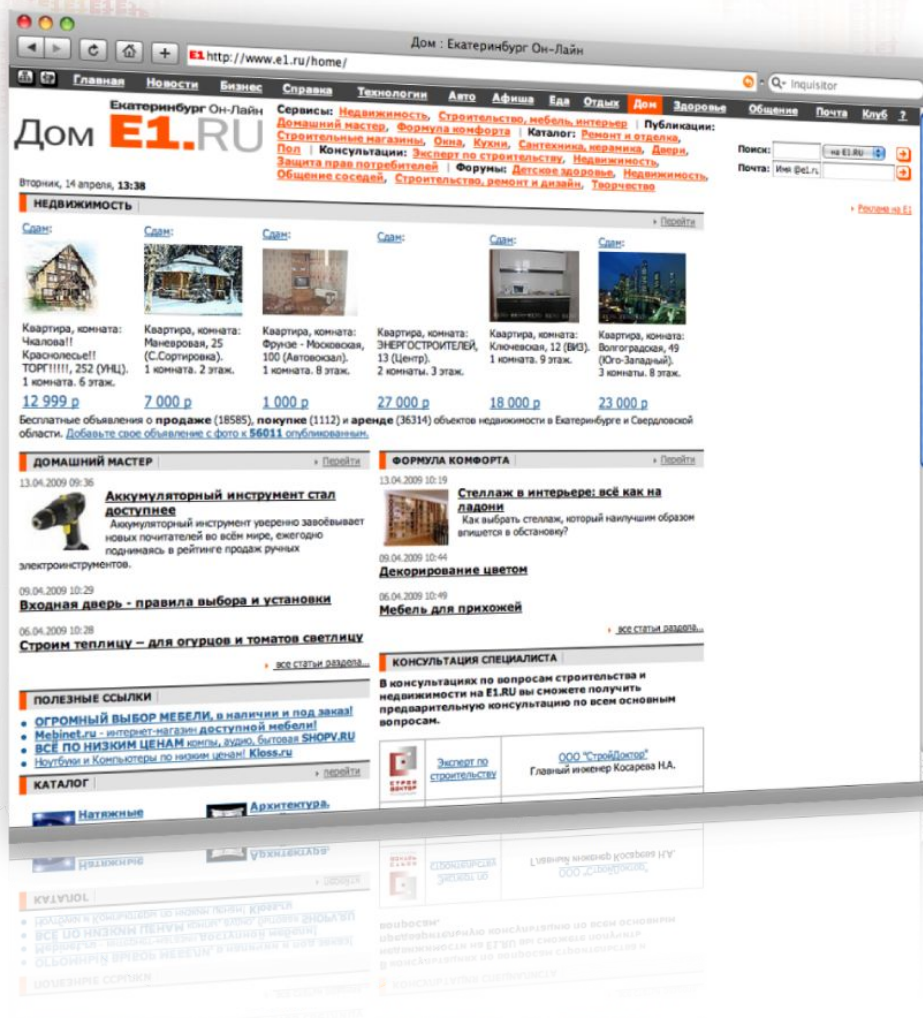 Дом : Екатеринбург Он-Лайн
E1 http://www.e1.ru/home/
Q- Inquisitor
Главная Новости Бизнес Справка Технологии Авто Афиша Еда Отдых Дом Здоровье Общение Почта Клуб ?
Екатеринбург Он-Лайн
Дом E1.RU
Сервисы: Недвижимость, Строительство, мебель, интерьер | Публикации:
Домашний мастер, Формула комфорта | Каталог: Ремонт и отделка,
Строительные магазины, Окна, Кухни, Сантехника, керамика, Двери,
Пол | Консультации: Эксперт по строительству, Недвижимость,
Защита прав потребителей | Форумы: Детское здоровье, Недвижимость,
Общение соседей, Строительство, ремонт и дизайн, Творчество
Поиск: на E1.RU
Почта: Имя @e1.ru
Вторник, 14 апреля, 13:38
Реклама на E1
НЕДВИЖИМОСТЬ
Перейти
Сдам:
Квартира, комната:
Чкалова!!
Краснолесье!!
ТОРГ!!!!!, 252 (УНЦ).
1 комната. 6 этаж.
12 999 р
Сдам:
Квартира, комната:
Маневровая, 25
(С.Сортировка).
1 комната. 2 этаж.
7 000 р
Сдам:
Квартира, комната:
Фрунзе - Московская,
100 (Автовокзал).
1 комната. 8 этаж.
1 000 р
Сдам:
Квартира, комната:
ЭНЕРГОСТРОИТЕЛЕЙ,
13 (Центр).
2 комнаты. 3 этаж.
27 000 р
Сдам:
Квартира, комната:
Ключевская, 12 (ВИЗ).
1 комната. 9 этаж.
18 000 р
Сдам:
Квартира, комната:
Волгоградская, 49
(Юго-Западный).
3 комнаты. 8 этаж.
23 000 р
Бесплатные объявления о продаже (18585), покупке (1112) и аренде (36314) объектов недвижимости в Екатеринбурге и Свердловской
области. Добавьте свое объявление с фото к 56011 опубликованным.
ДОМАШНИЙ МАСТЕР
Перейти
13.04.2009 09:36
Аккумуляторный инструмент стал
доступнее
Аккумуляторный инструмент уверенно завоёвывает
новых почитателей во всём мире, ежегодно
поднимаясь в рейтинге продаж ручных
электроинструментов.
09.04.2009 10:29
Входная дверь - правила выбора и установки
06.04.2009 10:28
Строим теплицу – для огурцов и томатов светлицу
все статьи раздела...
ФОРМУЛА КОМФОРТА
Перейти
13.04.2009 10:19
Стеллаж в интерьере: всё как на
ладони
Как выбрать стеллаж, который наилучшим образом
впишется в обстановку?
09.04.2009 10:44
Декорирование цветом
06.04.2009 10:49
Мебель для прихожей
все статьи раздела...
ПОЛЕЗНЫЕ ССЫЛКИ
ОГРОМНЫЙ ВЫБОР МЕБЕЛИ, в наличии и под заказ!
Mebinet.ru - интернет-магазин доступной мебели!
ВСЁ ПО НИЗКИМ ЦЕНАМ компы, аудио, бытовая SHOPV.RU
Ноутбуки и Компьютеры по низким ценам! Kloss.ru
КАТАЛОГ
перейти
Натяжные
Архитектура,
КОНСУЛЬТАЦИЯ СПЕЦИАЛИСТА
В консультациях по вопросам строительства и
недвижимости на E1.RU вы сможете получить
предварительную консультацию по всем основным
вопросам.
СТРОЙ
ДОКТОР
Эксперт по
строительству
ООО "СтройДоктор"
Главный инженер Косарева Н.А.